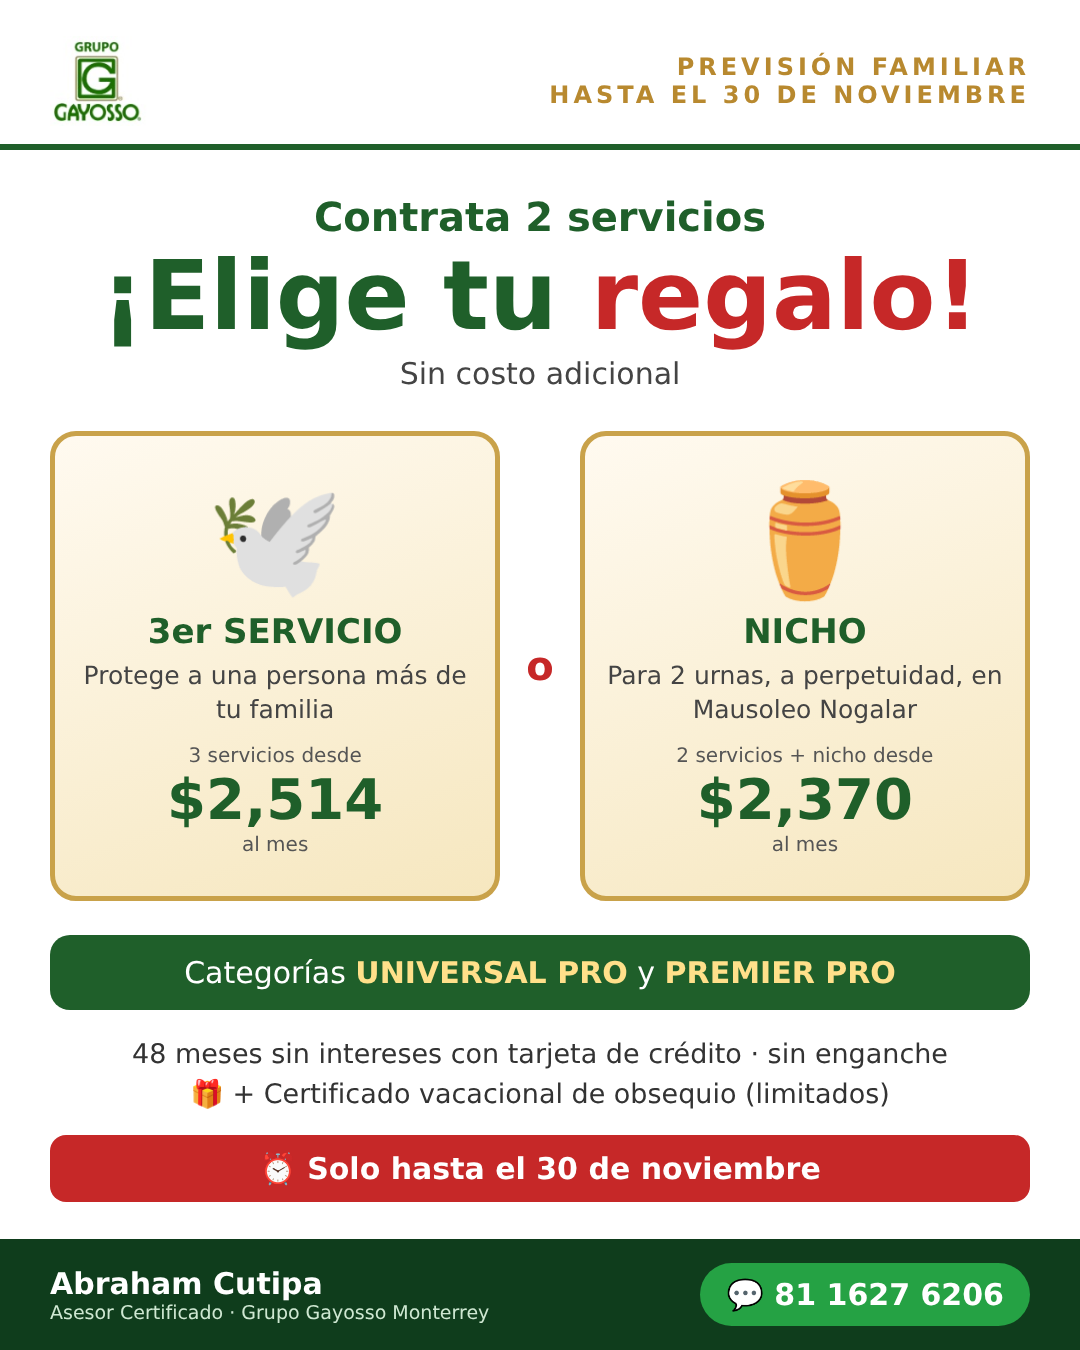 GRUPO
GAYOSSO
PREVISIÓN FAMILIAR
HASTA EL 30 DE NOVIEMBRE
Contrata 2 servicios
¡Elige tu regalo!
Sin costo adicional
3er SERVICIO
Protege a una persona más de
tu familia
3 servicios desde
$2,514
al mes
o
NICHO
Para 2 urnas, a perpetuidad, en
Mausoleo Nogalar
2 servicios + nicho desde
$2,370
al mes
Categorías UNIVERSAL PRO y PREMIER PRO
48 meses sin intereses con tarjeta de crédito · sin enganche
🎁 + Certificado vacacional de obsequio (limitados)
⏰ Solo hasta el 30 de noviembre
Abraham Cutipa
Asesor Certificado · Grupo Gayosso Monterrey
💬 81 1627 6206